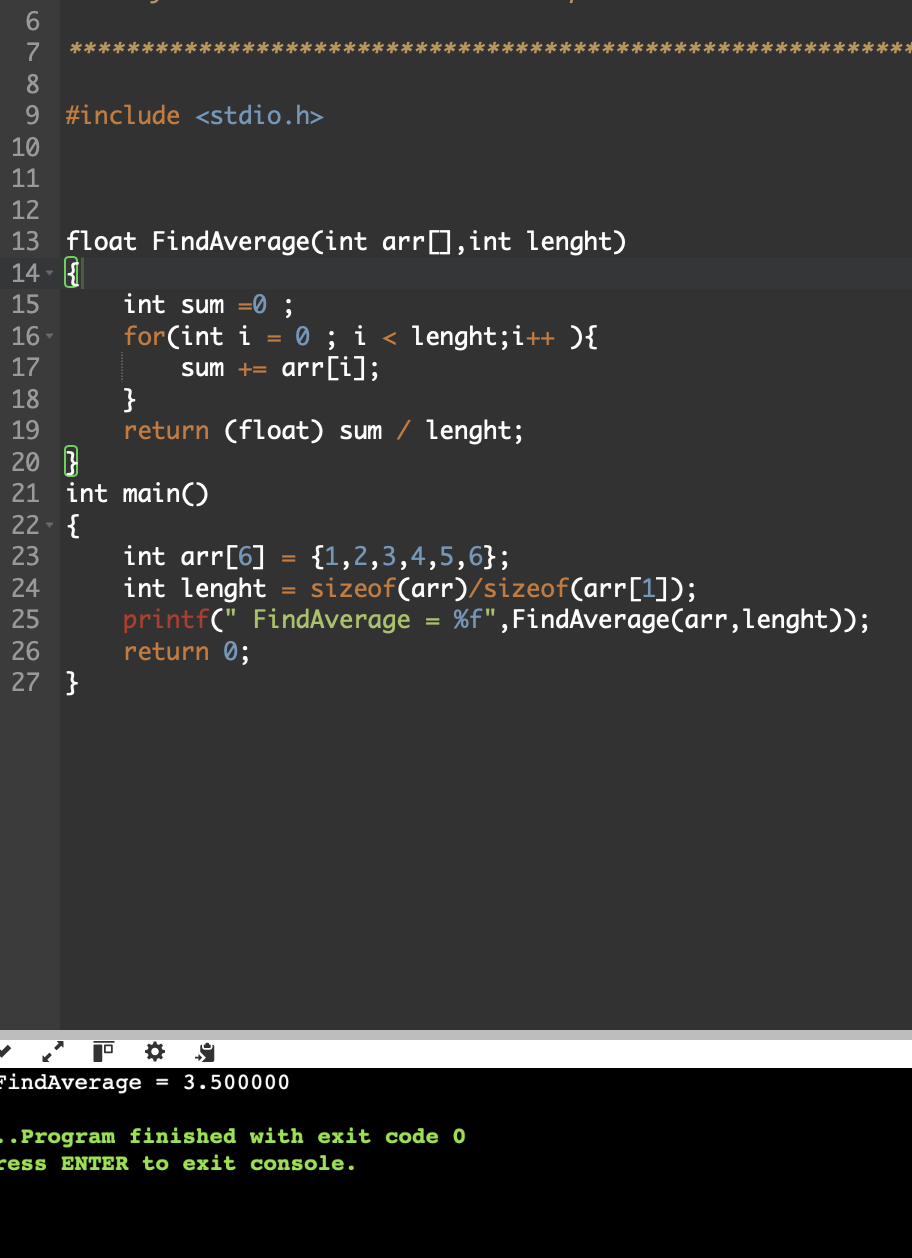 6
7 ***********************************************************
8
9 #include <stdio.h>
10
11
12
13 float FindAverage(int arr[],int lenght)
14 {
15     int sum =0 ;
16     for(int i = 0 ; i < lenght;i++ ){
17         sum += arr[i];
18     }
19     return (float) sum / lenght;
20 }
21 int main()
22 {
23     int arr[6] = {1,2,3,4,5,6};
24     int lenght = sizeof(arr)/sizeof(arr[1]);
25     printf(" FindAverage = %f",FindAverage(arr,lenght));
26     return 0;
27 }
FindAverage = 3.500000
..Program finished with exit code 0
ress ENTER to exit console.